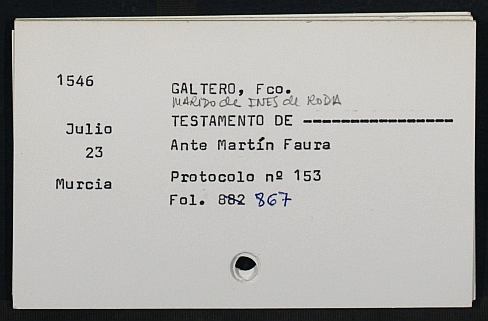 1546
GALTERO, Fco.
MARIDO de INES de RODA
Julio
TESTAMENTO DE ----------------
23
Ante Martín Faura
Murcia
Protocolo nº 153
Fol. 882 867